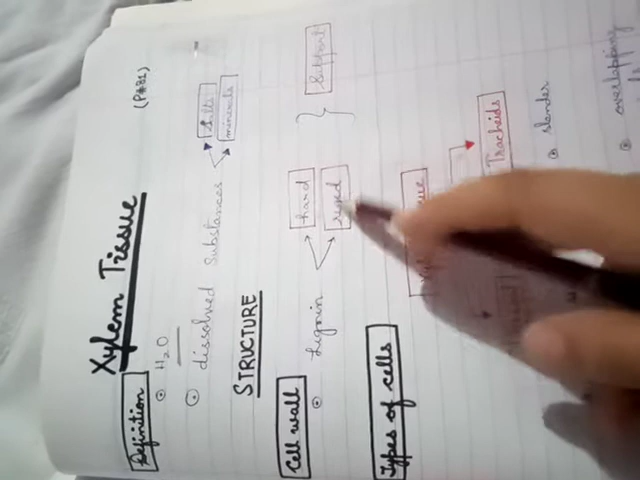 Xylem Tissue
(P#81)
Definition
H₂O
dissolved Substances
Salts
minerals
STRUCTURE
Cell wall
Lignin
hard
rigid
Support
Types of cells
Tracheids
slender
overlapping